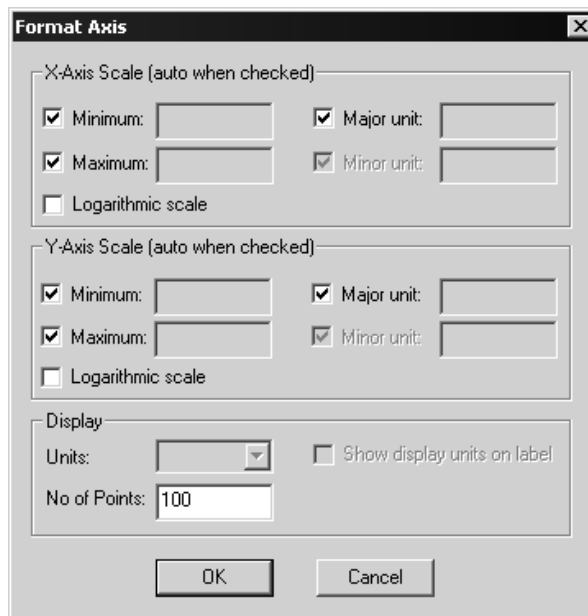 Format Axis
X-Axis Scale (auto when checked)
Minimum: Major unit:
Maximum: Minor unit:
Logarithmic scale
Y-Axis Scale (auto when checked)
Minimum: Major unit:
Maximum: Minor unit:
Logarithmic scale
Display
Units: Show display units on label
No of Points: 100
OK Cancel